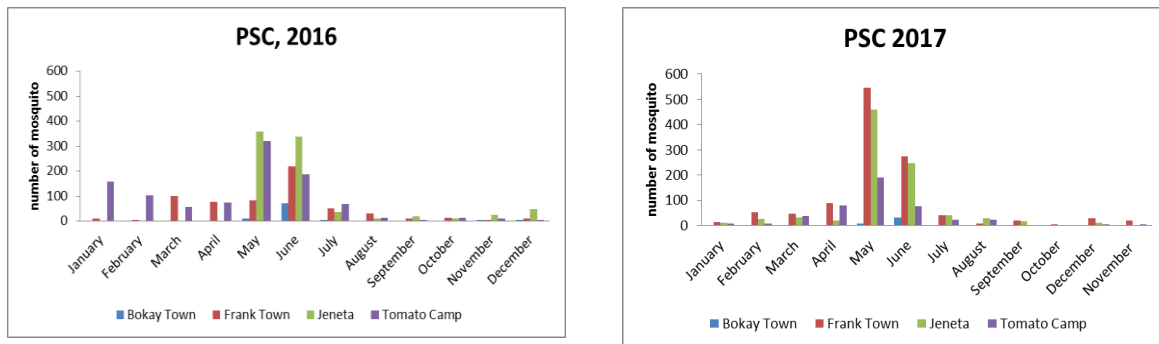 PSC, 2016
number of mosquito
600
500
400
300
200
100
0
January
February
March
April
May
June
July
August
September
October
November
December
Bokay Town
Frank Town
Jeneta
Tomato Camp
PSC 2017
number of mosquito
600
500
400
300
200
100
0
January
February
March
April
May
June
July
August
September
October
December
November
Bokay Town
Frank Town
Jeneta
Tomato Camp